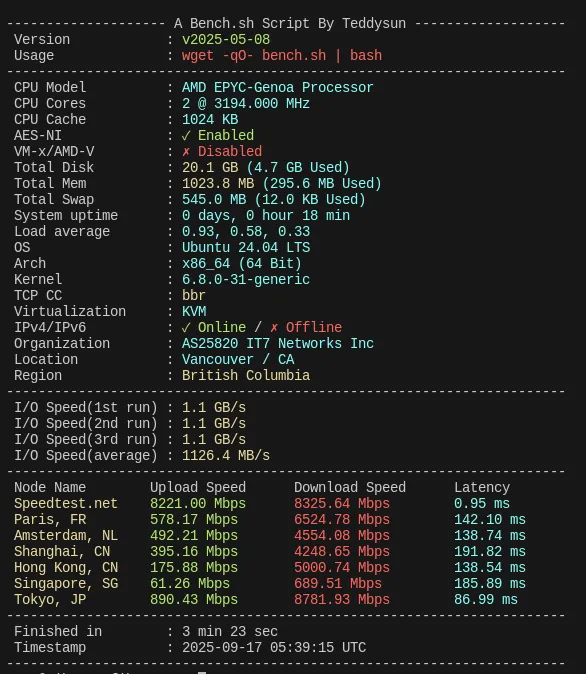 -------------------- A Bench.sh Script By Teddysun -------------------
Version            : v2025-05-08
Usage              : wget -qO- bench.sh | bash
----------------------------------------------------------------------
CPU Model          : AMD EPYC-Genoa Processor
CPU Cores          : 2 @ 3194.000 MHz
CPU Cache          : 1024 KB
AES-NI             : ✓ Enabled
VM-x/AMD-V         : ✗ Disabled
Total Disk         : 20.1 GB (4.7 GB Used)
Total Mem          : 1023.8 MB (295.6 MB Used)
Total Swap         : 545.0 MB (12.0 KB Used)
System uptime      : 0 days, 0 hour 18 min
Load average       : 0.93, 0.58, 0.33
OS                 : Ubuntu 24.04 LTS
Arch               : x86_64 (64 Bit)
Kernel             : 6.8.0-31-generic
TCP CC             : bbr
Virtualization     : KVM
IPv4/IPv6          : ✓ Online / ✗ Offline
Organization       : AS25820 IT7 Networks Inc
Location           : Vancouver / CA
Region             : British Columbia
----------------------------------------------------------------------
I/O Speed(1st run) : 1.1 GB/s
I/O Speed(2nd run) : 1.1 GB/s
I/O Speed(3rd run) : 1.1 GB/s
I/O Speed(average) : 1126.4 MB/s
----------------------------------------------------------------------
Node Name        Upload Speed      Download Speed      Latency
Speedtest.net    8221.00 Mbps      8325.64 Mbps        0.95 ms
Paris, FR        578.17 Mbps       6524.78 Mbps        142.10 ms
Amsterdam, NL    492.21 Mbps       4554.08 Mbps        138.74 ms
Shanghai, CN     395.16 Mbps       4248.65 Mbps        191.82 ms
Hong Kong, CN    175.88 Mbps       5000.74 Mbps        138.54 ms
Singapore, SG    61.26 Mbps        689.51 Mbps         185.89 ms
Tokyo, JP        890.43 Mbps       8781.93 Mbps        86.99 ms
----------------------------------------------------------------------
Finished in        : 3 min 23 sec
Timestamp          : 2025-09-17 05:39:15 UTC
----------------------------------------------------------------------